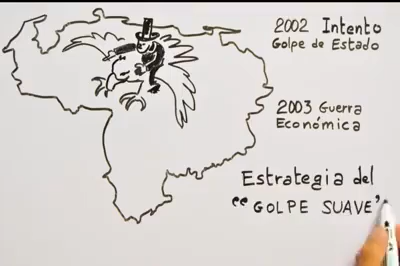 2002 Intento
Golpe de Estado
2003 Guerra
Económica
Estrategia del
"GOLPE SUAVE"